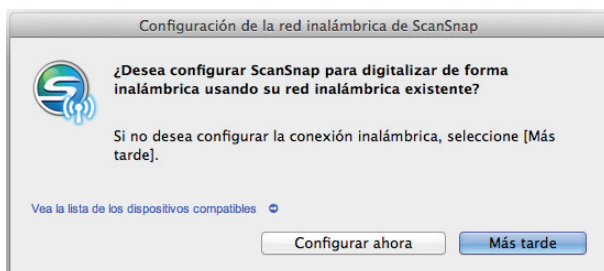 Configuración de la red inalámbrica de ScanSnap
¿Desea configurar ScanSnap para digitalizar de forma
inalámbrica usando su red inalámbrica existente?
Si no desea configurar la conexión inalámbrica, seleccione [Más
tarde].
Vea la lista de los dispositivos compatibles
Configurar ahora
Más tarde